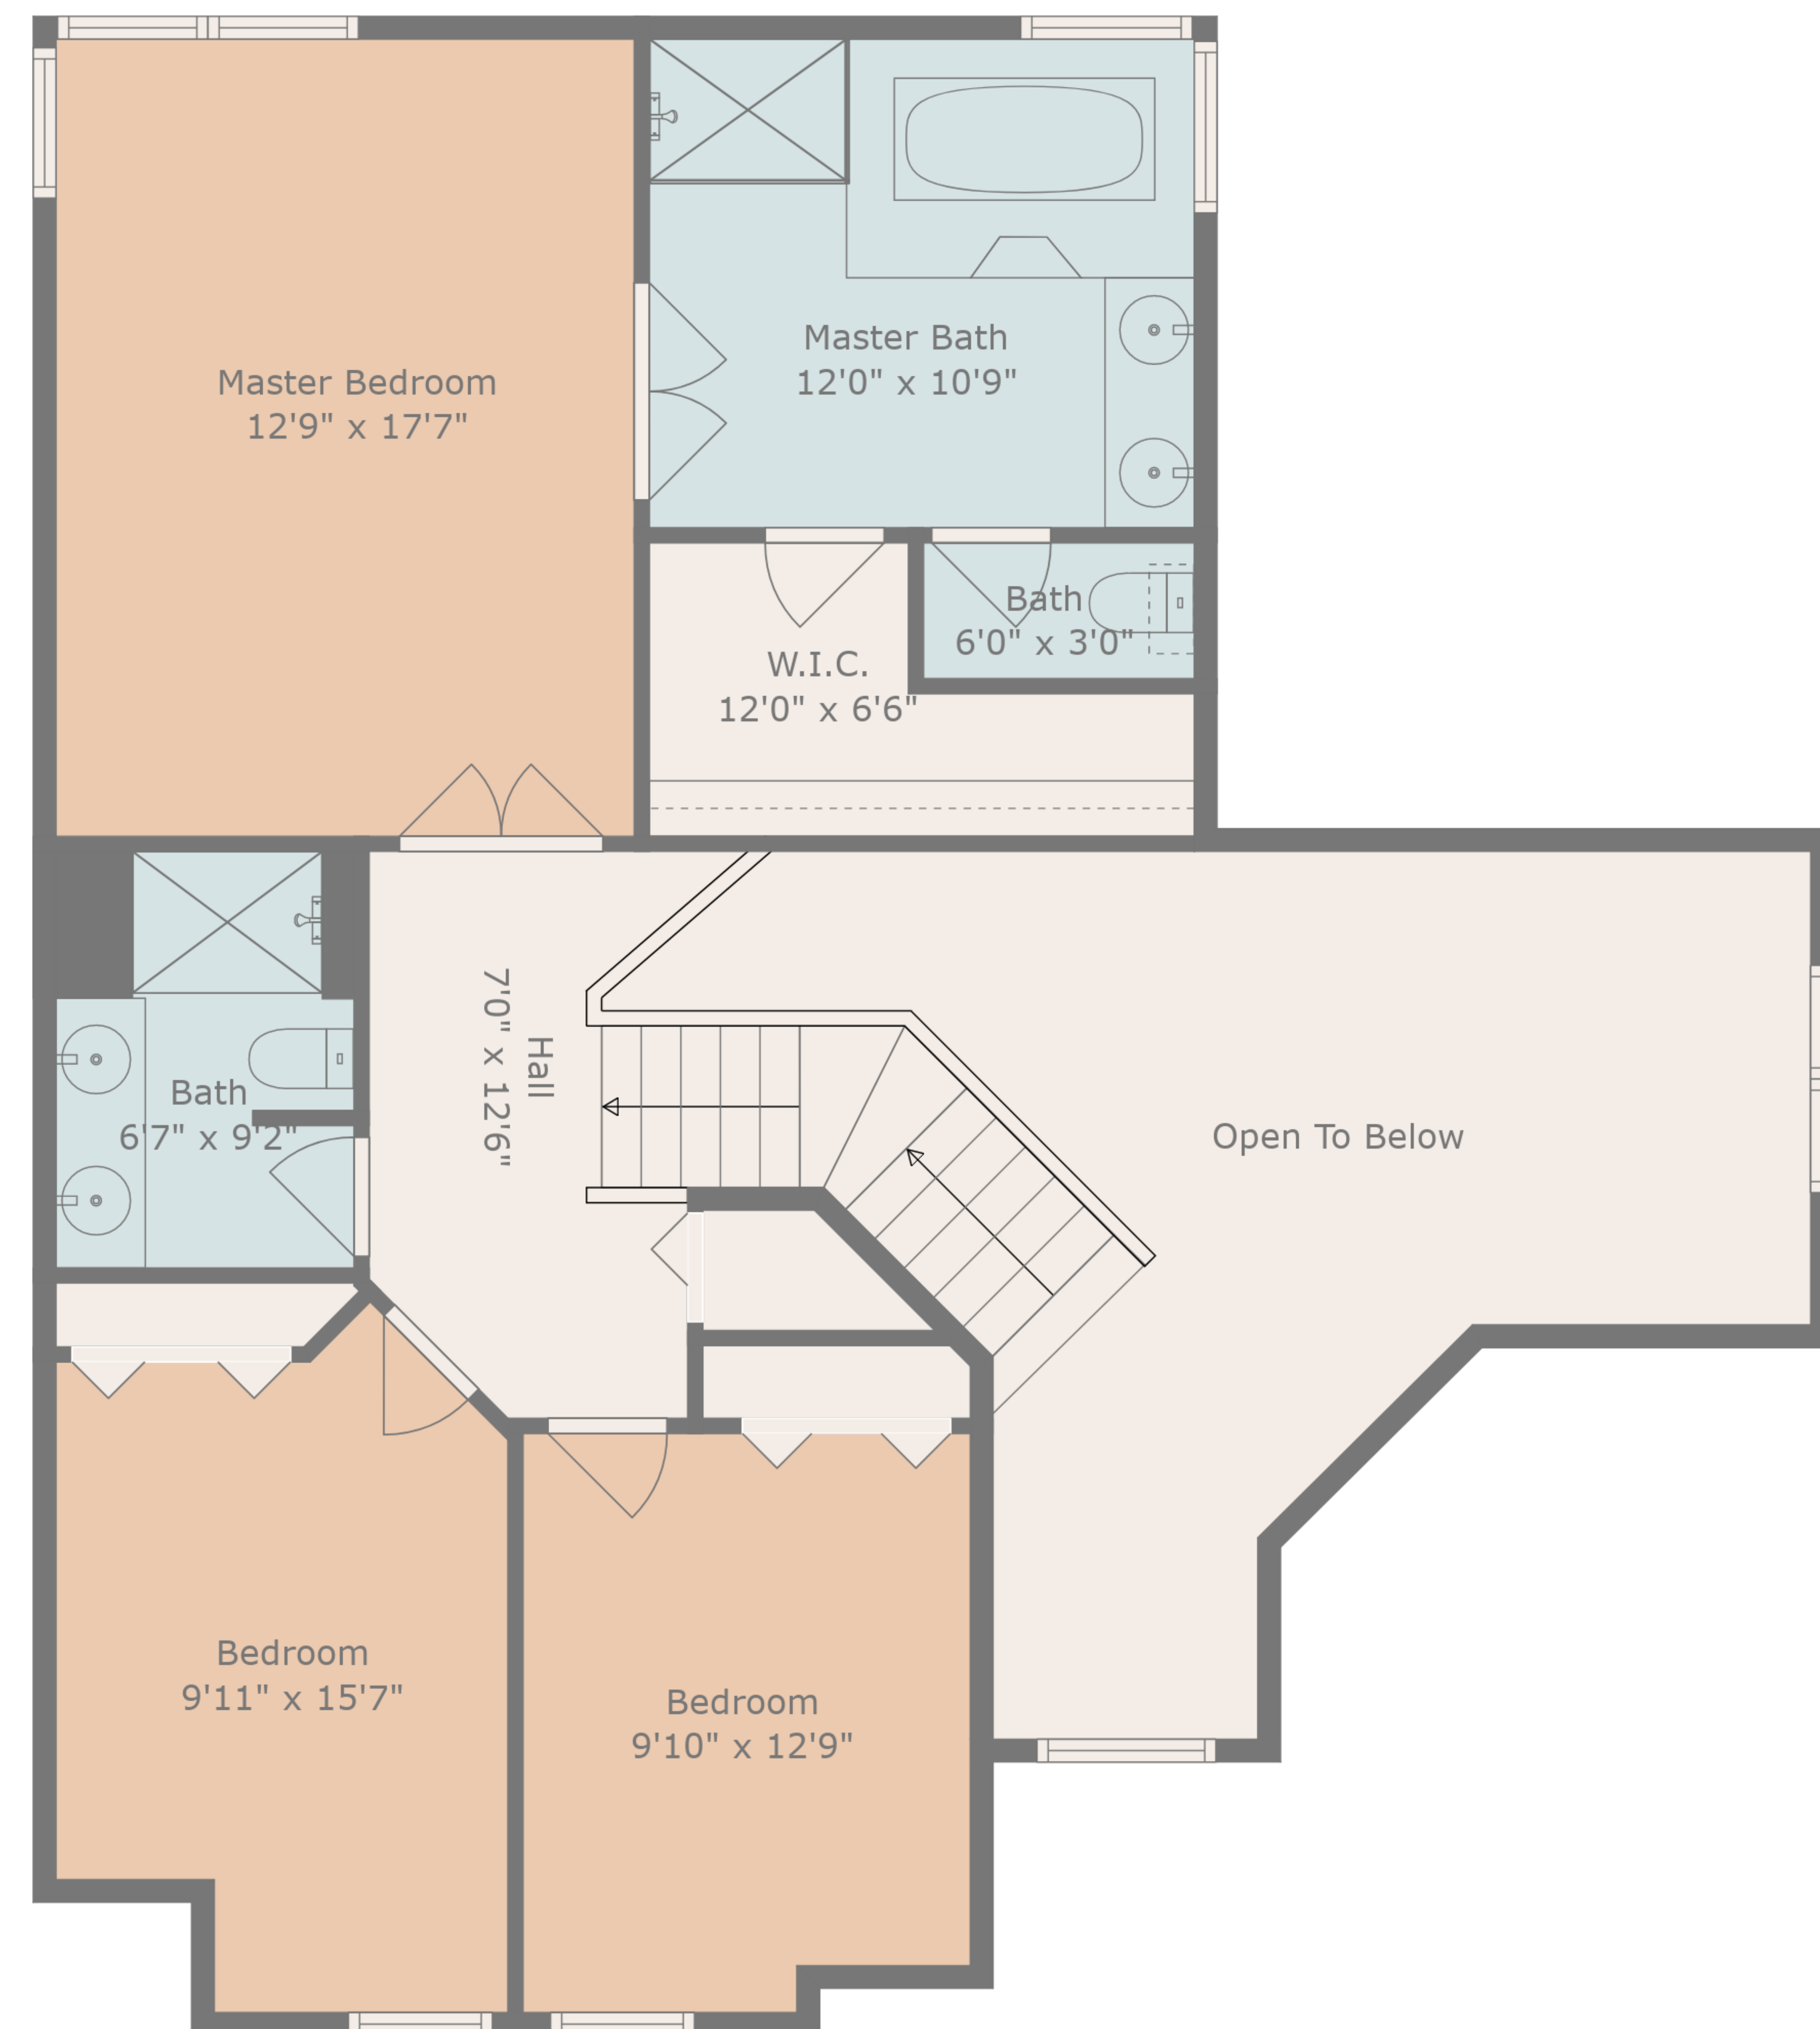 Master Bedroom
12'9" x 17'7"
Master Bath
12'0" x 10'9"
Bath
6'0" x 3'0"
W.I.C.
12'0" x 6'6"
Hall
7'0" x 12'6"
Bath
6'7" x 9'2"
Open To Below
Bedroom
9'11" x 15'7"
Bedroom
9'10" x 12'9"